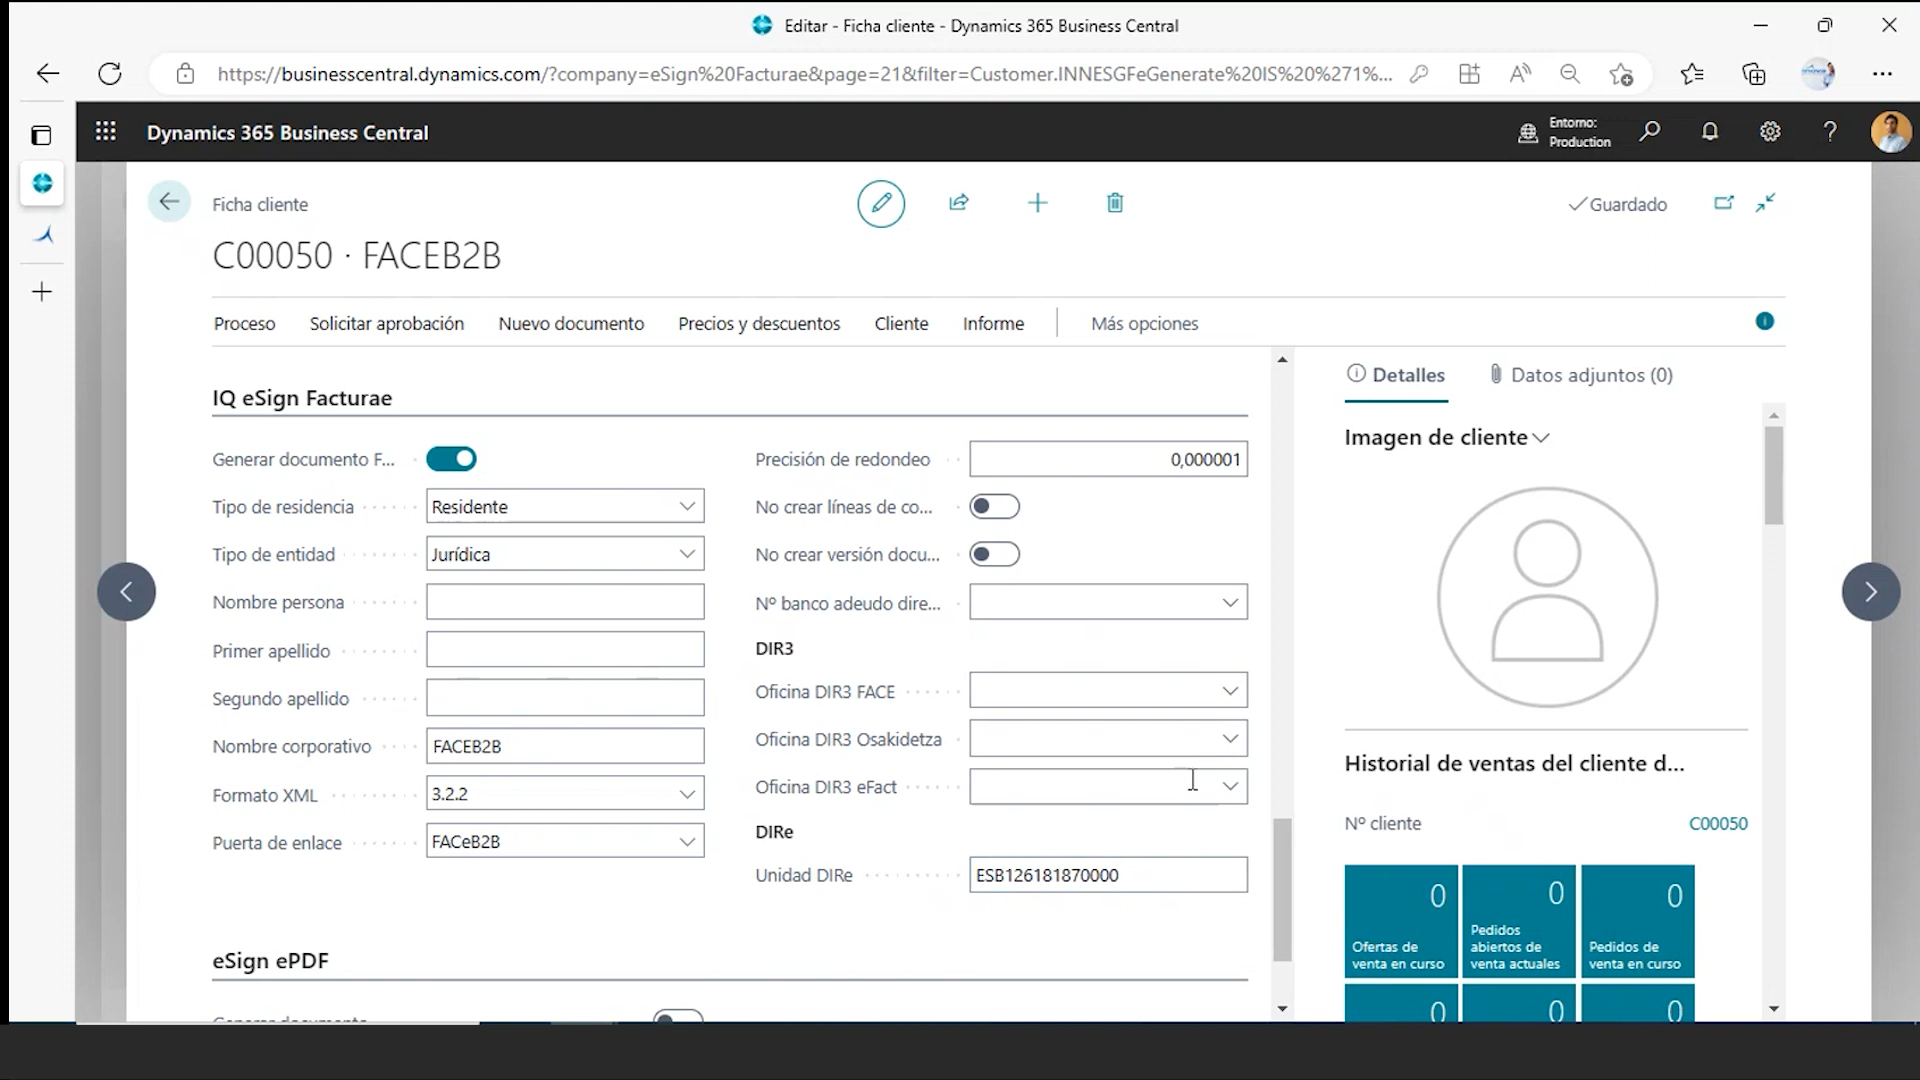 Editar - Ficha cliente - Dynamics 365 Business Central
https://businesscentral.dynamics.com/?company=eSign%20Facturae&page=21&filter=Customer.INNESGFeGenerate%20IS%20%271%...
Dynamics 365 Business Central
Entorno:
Production
Ficha cliente
Guardado
C00050 · FACEB2B
Proceso
Solicitar aprobación
Nuevo documento
Precios y descuentos
Cliente
Informe
Más opciones
IQ eSign Facturae
Generar documento F...
Tipo de residencia
Residente
Tipo de entidad
Jurídica
Nombre persona
Primer apellido
Segundo apellido
Nombre corporativo
FACEB2B
Formato XML
3.2.2
Puerta de enlace
FACeB2B
Precisión de redondeo
0,000001
No crear líneas de co...
No crear versión docu...
Nº banco adeudo dire...
DIR3
Oficina DIR3 FACE
Oficina DIR3 Osakidetza
Oficina DIR3 eFact
DIRe
Unidad DIRe
ESB126181870000
eSign ePDF
Detalles
Datos adjuntos (0)
Imagen de cliente
Historial de ventas del cliente d...
Nº cliente
C00050
0
Ofertas de
venta en curso
0
Pedidos
abiertos de
venta actuales
0
Pedidos de
venta en curso
0
0
0